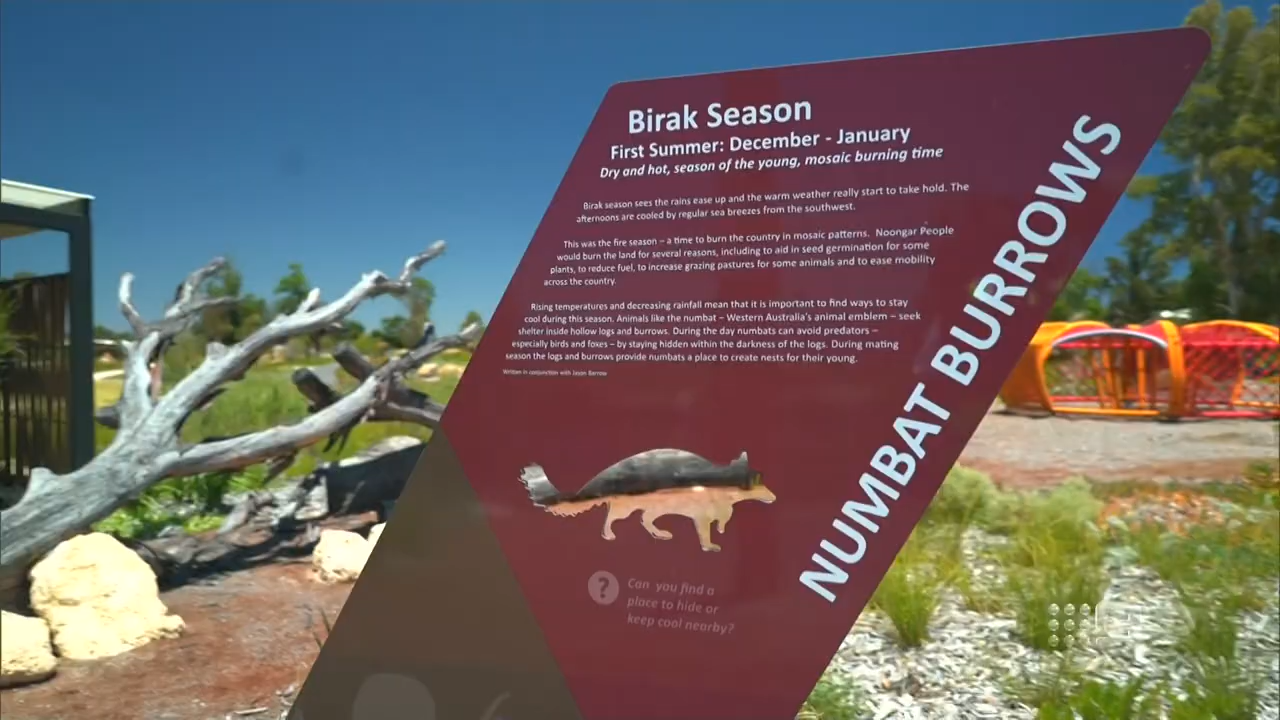 Birak Season
First Summer: December - January
Dry and hot, season of the young, mosaic burning time
Birak season sees the rains ease up and the warm weather really start to take hold. The
afternoons are cooled by regular sea breezes from the southwest.
This was the fire season – a time to burn the country in mosaic patterns. Noongar People
would burn the land for several reasons, including to aid in seed germination for some
plants, to reduce fuel, to increase grazing pastures for some animals and to ease mobility
across the country.
Rising temperatures and decreasing rainfall mean that it is important to find ways to stay
cool during this season. Animals like the numbat – Western Australia's animal emblem – seek
shelter inside hollow logs and burrows. During the day numbats can avoid predators –
especially birds and foxes – by staying hidden within the darkness of the logs. During mating
season the logs and burrows provide numbats a place to create nests for their young.
Written in conjunction with Jason Barrow
NUMBAT BURROWS
?
Can you find a
place to hide or
keep cool nearby?